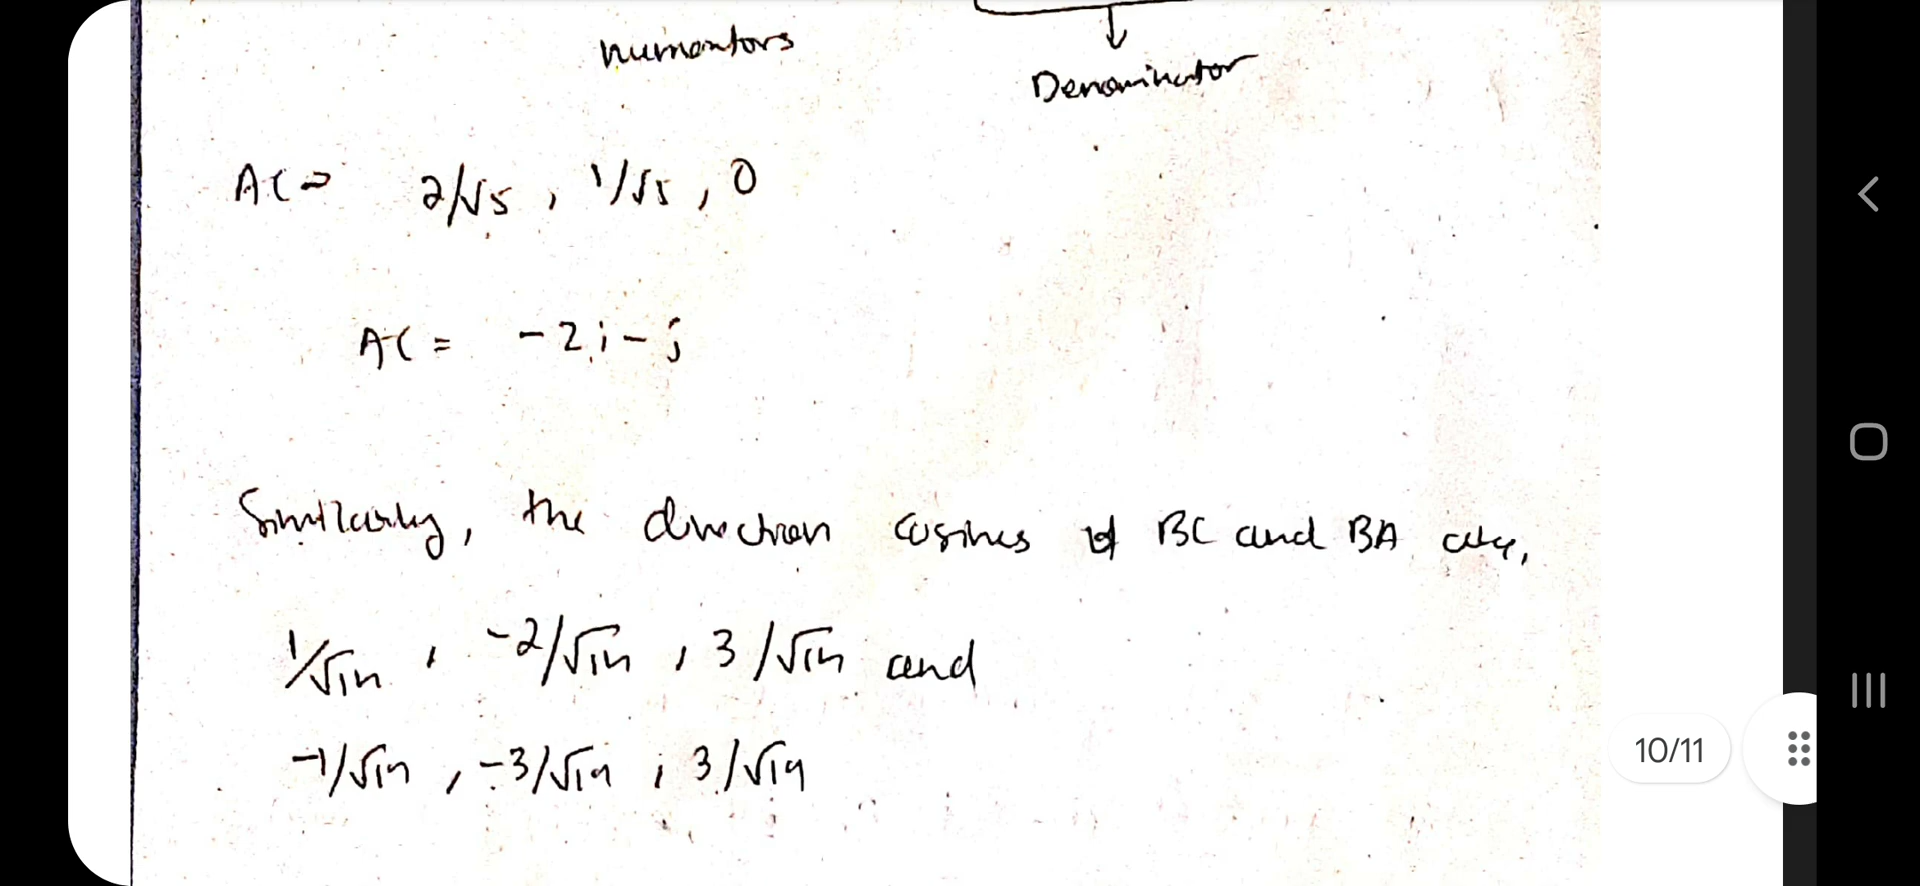 Numerators
Denominator
AC ⇒ 2/√5 , 1/√5 , 0
AC = -2i - j
Similarly, the direction cosines of BC and BA are,
1/√14 , -2/√14 , 3/√14 and
-1/√19 , -3/√19 , 3/√19
10/11